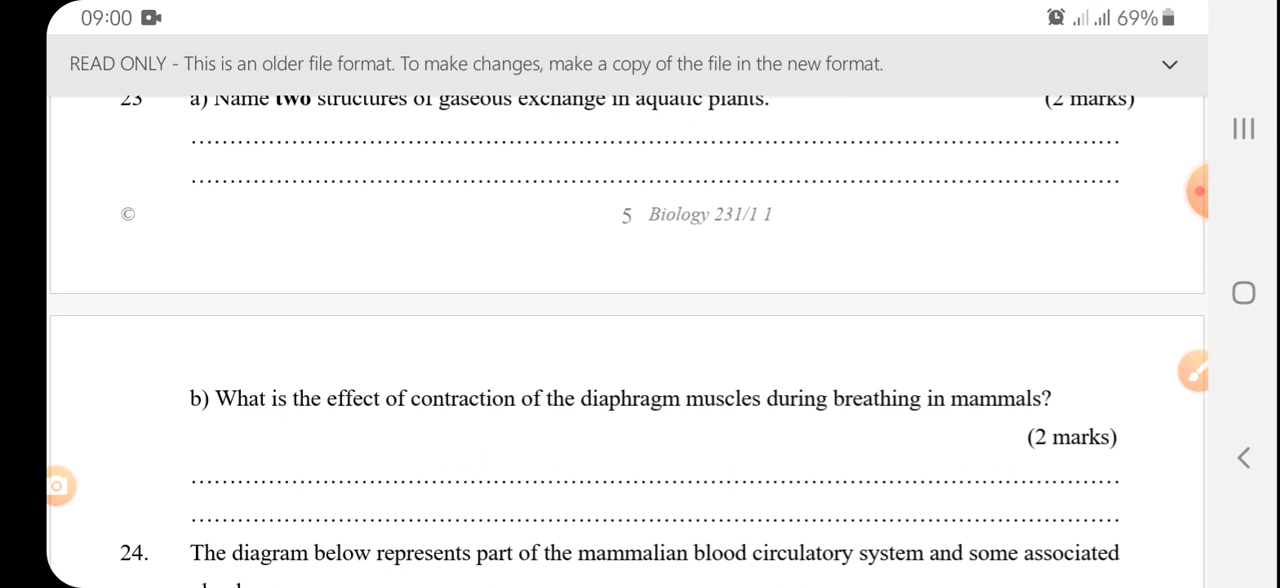 09:00 69%
READ ONLY - This is an older file format. To make changes, make a copy of the file in the new format.
23 a) Name two structures of gaseous exchange in aquatic plants. (2 marks)
................................................................................................................................
................................................................................................................................
© 5 Biology 231/1 1
b) What is the effect of contraction of the diaphragm muscles during breathing in mammals?
(2 marks)
................................................................................................................................
................................................................................................................................
24. The diagram below represents part of the mammalian blood circulatory system and some associated